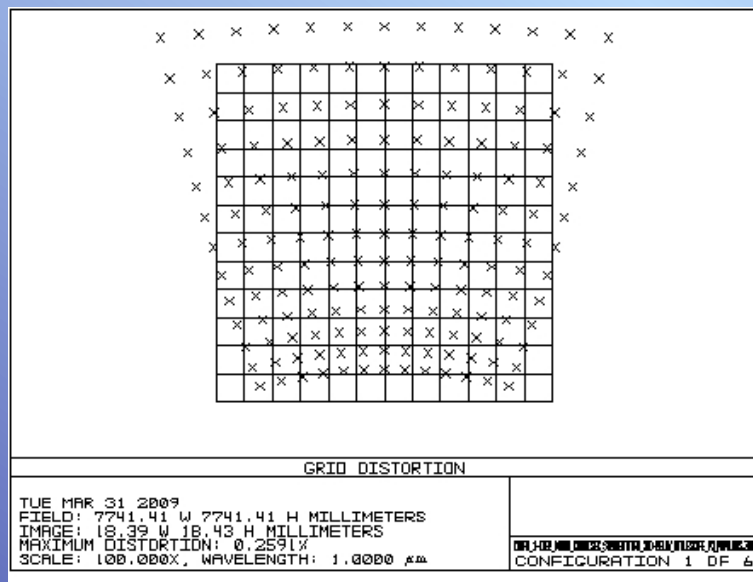 GRID DISTORTION
TUE MAR 31 2009
FIELD: 7741.41 W 7741.41 H MILLIMETERS
IMAGE: 18.39 W 18.43 H MILLIMETERS
MAXIMUM DISTORTION: 0.2591%
SCALE: 100.000X, WAVELENGTH: 1.0000 µm
CONFIGURATION 1 OF 6